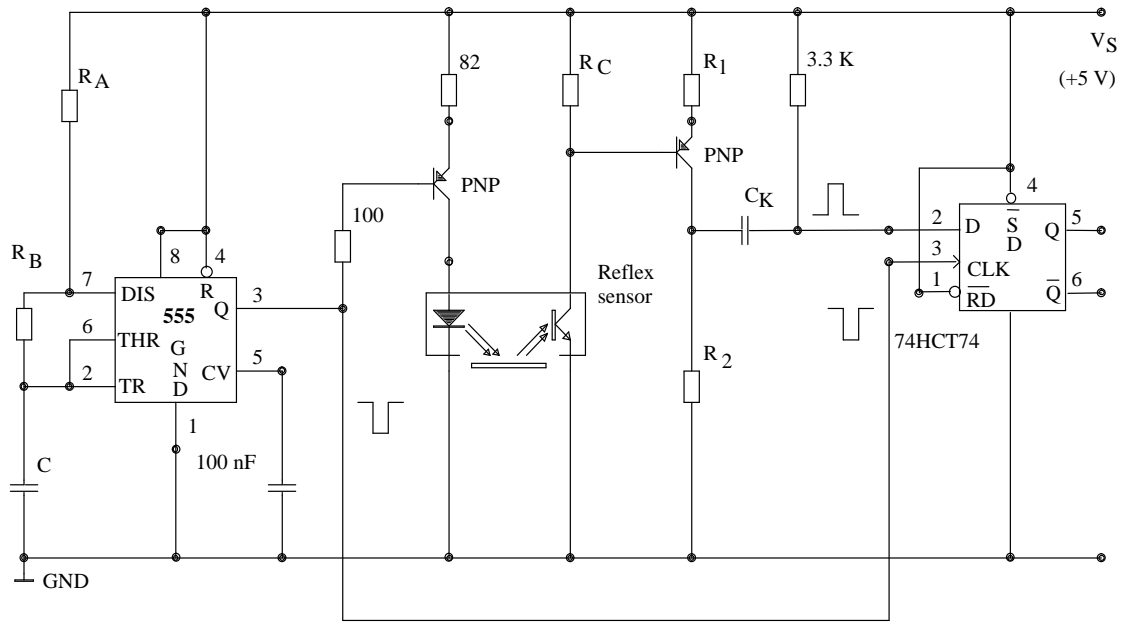 V S
(+5 V)
R A
82
R C
R 1
3.3 K
PNP
PNP
100
C K
4
2
D
S
D
Q
5
3
CLK
1
RD
Q
6
74HCT74
R B
8
4
7
DIS
R
Q
3
555
6
THR
G
N
D
CV
5
2
TR
1
100 nF
C
Reflex
sensor
R 2
GND